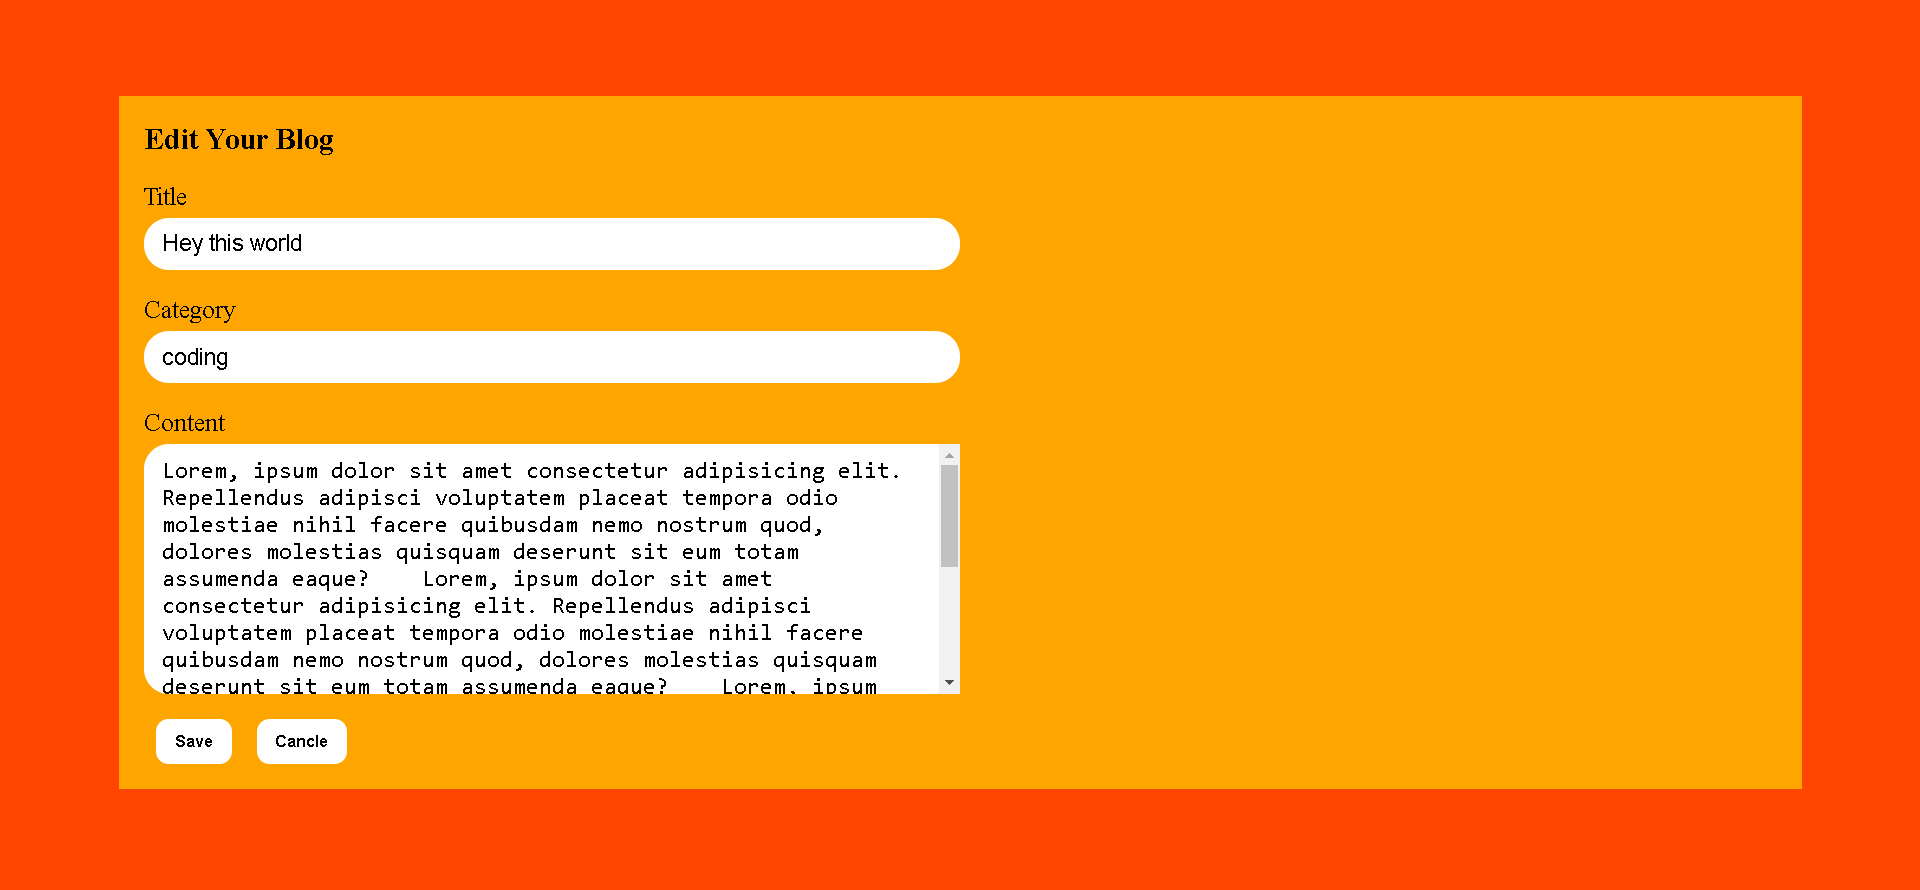 Edit Your Blog
Title
Hey this world
Category
coding
Content
Lorem, ipsum dolor sit amet consectetur adipisicing elit.
Repellendus adipisci voluptatem placeat tempora odio
molestiae nihil facere quibusdam nemo nostrum quod,
dolores molestias quisquam deserunt sit eum totam
assumenda eaque?    Lorem, ipsum dolor sit amet
consectetur adipisicing elit. Repellendus adipisci
voluptatem placeat tempora odio molestiae nihil facere
quibusdam nemo nostrum quod, dolores molestias quisquam
deserunt sit eum totam assumenda eaque?    Lorem, ipsum
Save Cancle